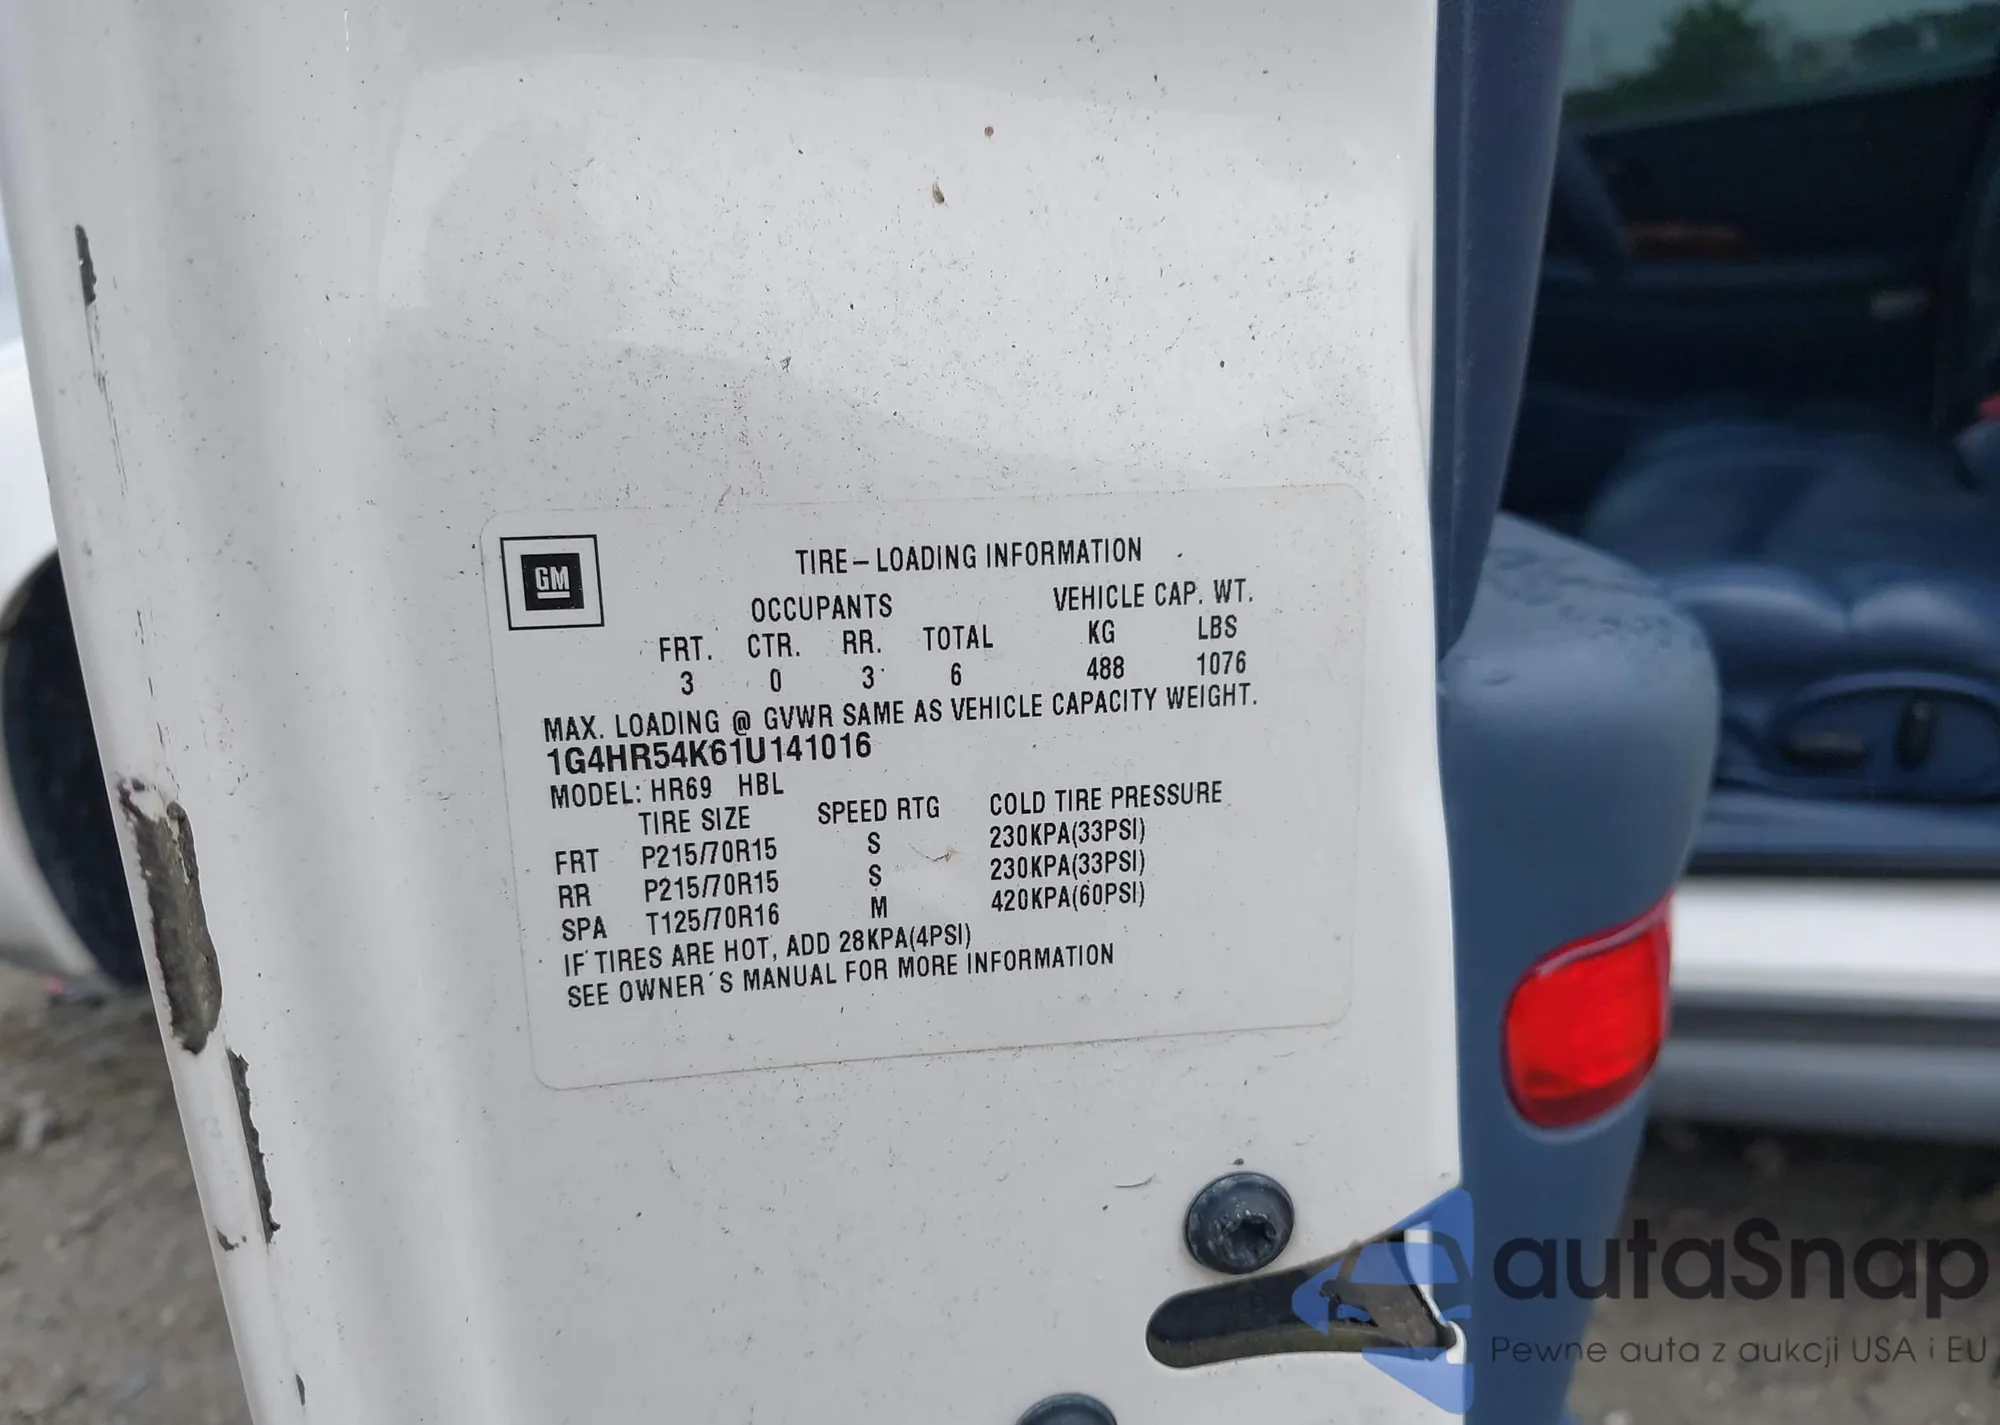 GM
TIRE–LOADING INFORMATION
OCCUPANTS VEHICLE CAP. WT.
FRT. CTR. RR. TOTAL KG LBS
3 0 3 6 488 1076
MAX. LOADING @ GVWR SAME AS VEHICLE CAPACITY WEIGHT.
1G4HR54K61U141016
MODEL: HR69 HBL
TIRE SIZE SPEED RTG COLD TIRE PRESSURE
FRT P215/70R15 S 230KPA(33PSI)
RR P215/70R15 S 230KPA(33PSI)
SPA T125/70R16 M 420KPA(60PSI)
IF TIRES ARE HOT, ADD 28KPA(4PSI)
SEE OWNER´S MANUAL FOR MORE INFORMATION
autaSnap
Pewne auta z aukcji USA i EU